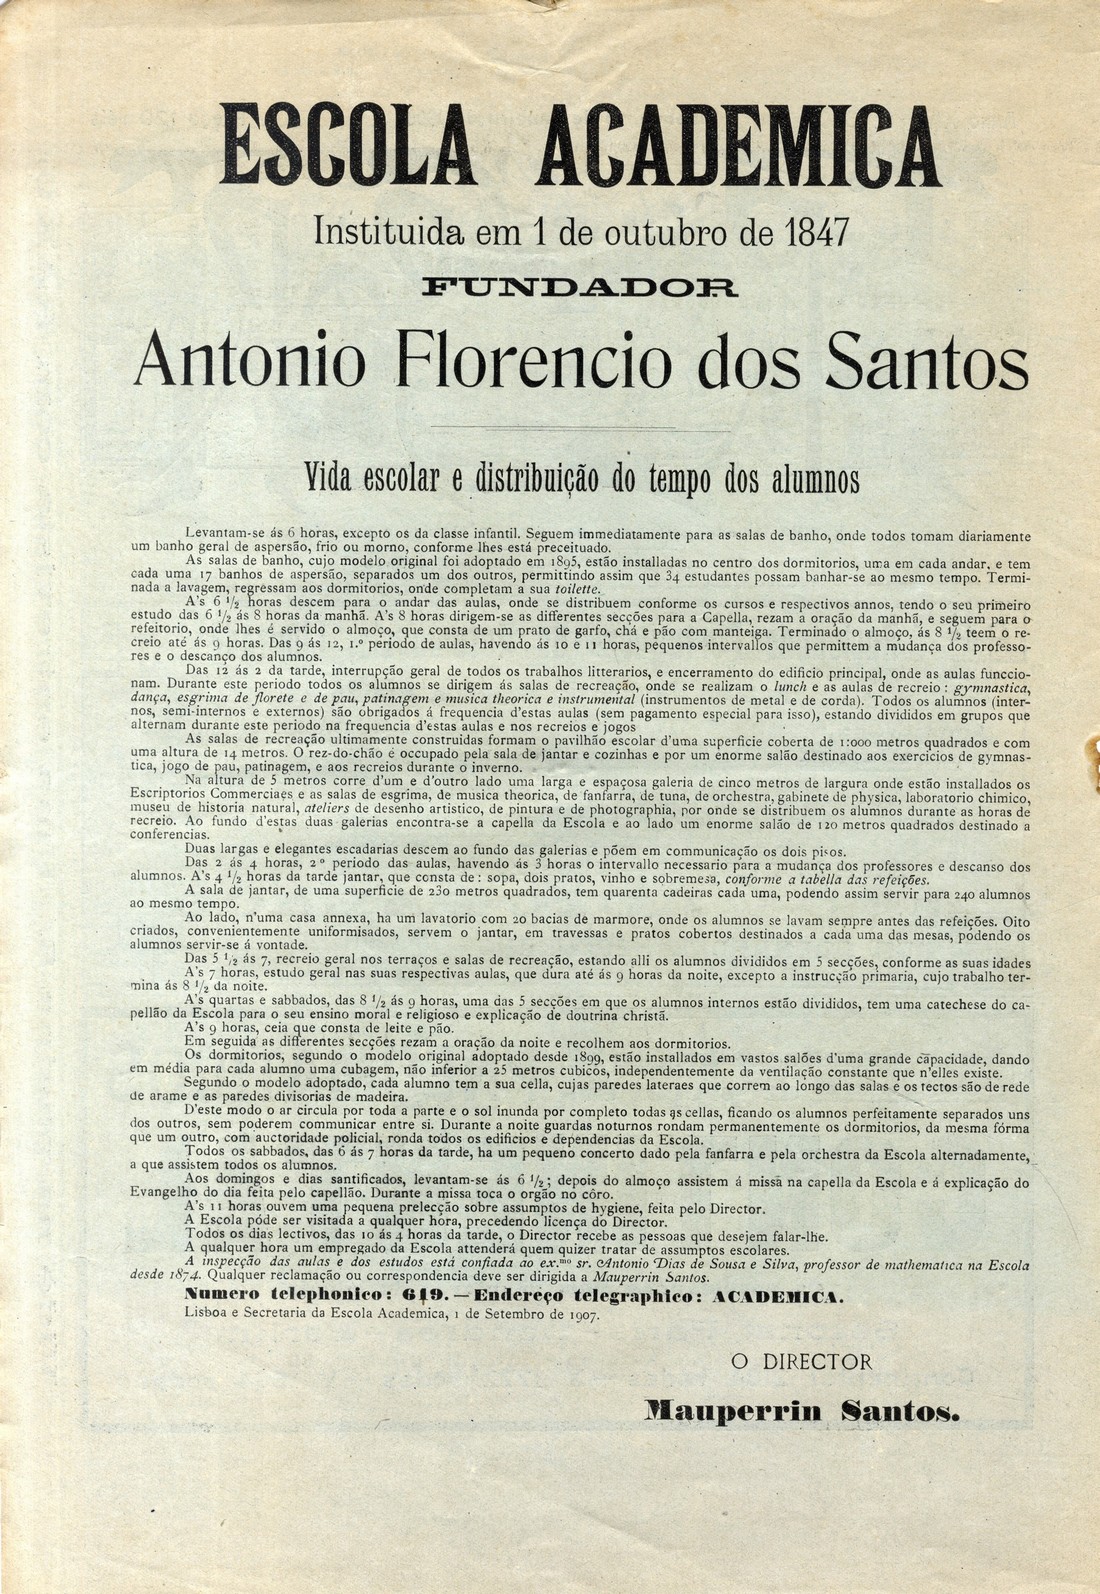 ESCOLA ACADEMICA
Instituida em 1 de outubro de 1847
FUNDADOR
Antonio Florencio dos Santos
Vida escolar e distribuição do tempo dos alumnos
Levantam-se ás 6 horas, excepto os da classe infantil. Seguem immediatamente para as salas de banho, onde todos tomam diariamente
um banho geral de aspersão, frio ou morno, conforme lhes está preceituado.
As salas de banho, cujo modelo original foi adoptado em 1895, estão installadas no centro dos dormitorios, uma em cada andar, e tem
cada uma 17 banhos de aspersão, separados um dos outros, permittindo assim que 34 estudantes possam banhar-se ao mesmo tempo. Termi-
nada a lavagem, regressam aos dormitorios, onde completam a sua toilette.
A's 6 1/2 horas descem para o andar das aulas, onde se distribuem conforme os cursos e respectivos annos, tendo o seu primeiro
estudo das 6 1/2 ás 8 horas da manhã. A's 8 horas dirigem-se as differentes secções para a Capella, rezam a oração da manhã, e seguem para o
refeitorio, onde lhes é servido o almoço, que consta de um prato de garfo, chá e pão com manteiga. Terminado o almoço, ás 8 1/2 teem o re-
creio até ás 9 horas. Das 9 ás 12, 1.º periodo de aulas, havendo ás 10 e 11 horas, pequenos intervallos que permittem a mudança dos professo-
res e o descanço dos alumnos.
Das 12 ás 2 da tarde, interrupção geral de todos os trabalhos litterarios, e encerramento do edificio principal, onde as aulas funccio-
nam. Durante este periodo todos os alumnos se dirigem ás salas de recreação, onde se realizam o lunch e as aulas de recreio : gymnastica,
dança, esgrima de florete e de pau, patinagem e musica theorica e instrumental (instrumentos de metal e de corda). Todos os alumnos (inter-
nos, semi-internos e externos) são obrigados á frequencia d'estas aulas (sem pagamento especial para isso), estando divididos em grupos que
alternam durante este periodo na frequencia d'estas aulas e nos recreios e jogos
As salas de recreação ultimamente construidas formam o pavilhão escolar d'uma superficie coberta de 1:000 metros quadrados e com
uma altura de 14 metros. O rez-do-chão é occupado pela sala de jantar e cozinhas e por um enorme salão destinado aos exercicios de gymnas-
tica, jogo de pau, patinagem, e aos recreios durante o inverno.
Na altura de 5 metros corre d'um e d'outro lado uma larga e espaçosa galeria de cinco metros de largura onde estão installados os
Escriptorios Commerciaes e as salas de esgrima, de musica theorica, de fanfarra, de tuna, de orchestra, gabinete de physica, laboratorio chimico,
museu de historia natural, ateliers de desenho artistico, de pintura e de photographia, por onde se distribuem os alumnos durante as horas de
recreio. Ao fundo d'estas duas galerias encontra-se a capella da Escola e ao lado um enorme salão de 120 metros quadrados destinado a
conferencias.
Duas largas e elegantes escadarias descem ao fundo das galerias e põem em communicação os dois pisos.
Das 2 ás 4 horas, 2º periodo das aulas, havendo ás 3 horas o intervallo necessario para a mudança dos professores e descanso dos
alumnos. A's 4 1/2 horas da tarde jantar, que consta de : sopa, dois pratos, vinho e sobremesa, conforme a tabella das refeições.
A sala de jantar, de uma superficie de 230 metros quadrados, tem quarenta cadeiras cada uma, podendo assim servir para 240 alumnos
ao mesmo tempo.
Ao lado, n'uma casa annexa, ha um lavatorio com 20 bacias de marmore, onde os alumnos se lavam sempre antes das refeições. Oito
criados, convenientemente uniformisados, servem o jantar, em travessas e pratos cobertos destinados a cada uma das mesas, podendo os
alumnos servir-se á vontade.
Das 5 1/2 ás 7, recreio geral nos terraços e salas de recreação, estando alli os alumnos divididos em 5 secções, conforme as suas idades
A's 7 horas, estudo geral nas suas respectivas aulas, que dura até ás 9 horas da noite, excepto a instrucção primaria, cujo trabalho ter-
mina ás 8 1/2 da noite.
A's quartas e sabbados, das 8 1/2 ás 9 horas, uma das 5 secções em que os alumnos internos estão divididos, tem uma catechese do ca-
pellão da Escola para o seu ensino moral e religioso e explicação de doutrina christã.
A's 9 horas, ceia que consta de leite e pão.
Em seguida as differentes secções rezam a oração da noite e recolhem aos dormitorios.
Os dormitorios, segundo o modelo original adoptado desde 1899, estão installados em vastos salões d'uma grande capacidade, dando
em média para cada alumno uma cubagem, não inferior a 25 metros cubicos, independentemente da ventilação constante que n'elles existe.
Segundo o modelo adoptado, cada alumno tem a sua cella, cujas paredes lateraes que correm ao longo das salas e os tectos são de rede
de arame e as paredes divisorias de madeira.
D'este modo o ar circula por toda a parte e o sol inunda por completo todas as cellas, ficando os alumnos perfeitamente separados uns
dos outros, sem poderem communicar entre si. Durante a noite guardas noturnos rondam permanentemente os dormitorios, da mesma fórma
que um outro, com auctoridade policial, ronda todos os edificios e dependencias da Escola.
Todos os sabbados, das 6 ás 7 horas da tarde, ha um pequeno concerto dado pela fanfarra e pela orchestra da Escola alternadamente,
a que assistem todos os alumnos.
Aos domingos e dias santificados, levantam-se ás 6 1/2; depois do almoço assistem á missa na capella da Escola e á explicação do
Evangelho do dia feita pelo capellão. Durante a missa toca o orgão no côro.
A's 11 horas ouvem uma pequena prelecção sobre assumptos de hygiene, feita pelo Director.
A Escola póde ser visitada a qualquer hora, precedendo licença do Director.
Todos os dias lectivos, das 10 ás 4 horas da tarde, o Director recebe as pessoas que desejem falar-lhe.
A qualquer hora um empregado da Escola attenderá quem quizer tratar de assumptos escolares.
A inspecção das aulas e dos estudos está confiada ao ex.mo sr. Antonio Dias de Sousa e Silva, professor de mathematica na Escola
desde 1874. Qualquer reclamação ou correspondencia deve ser dirigida a Mauperrin Santos.
Numero telephonico: 619. — Endereço telegraphico: ACADEMICA.
Lisboa e Secretaria da Escola Academica, 1 de Setembro de 1907.
O DIRECTOR
Mauperrin Santos.